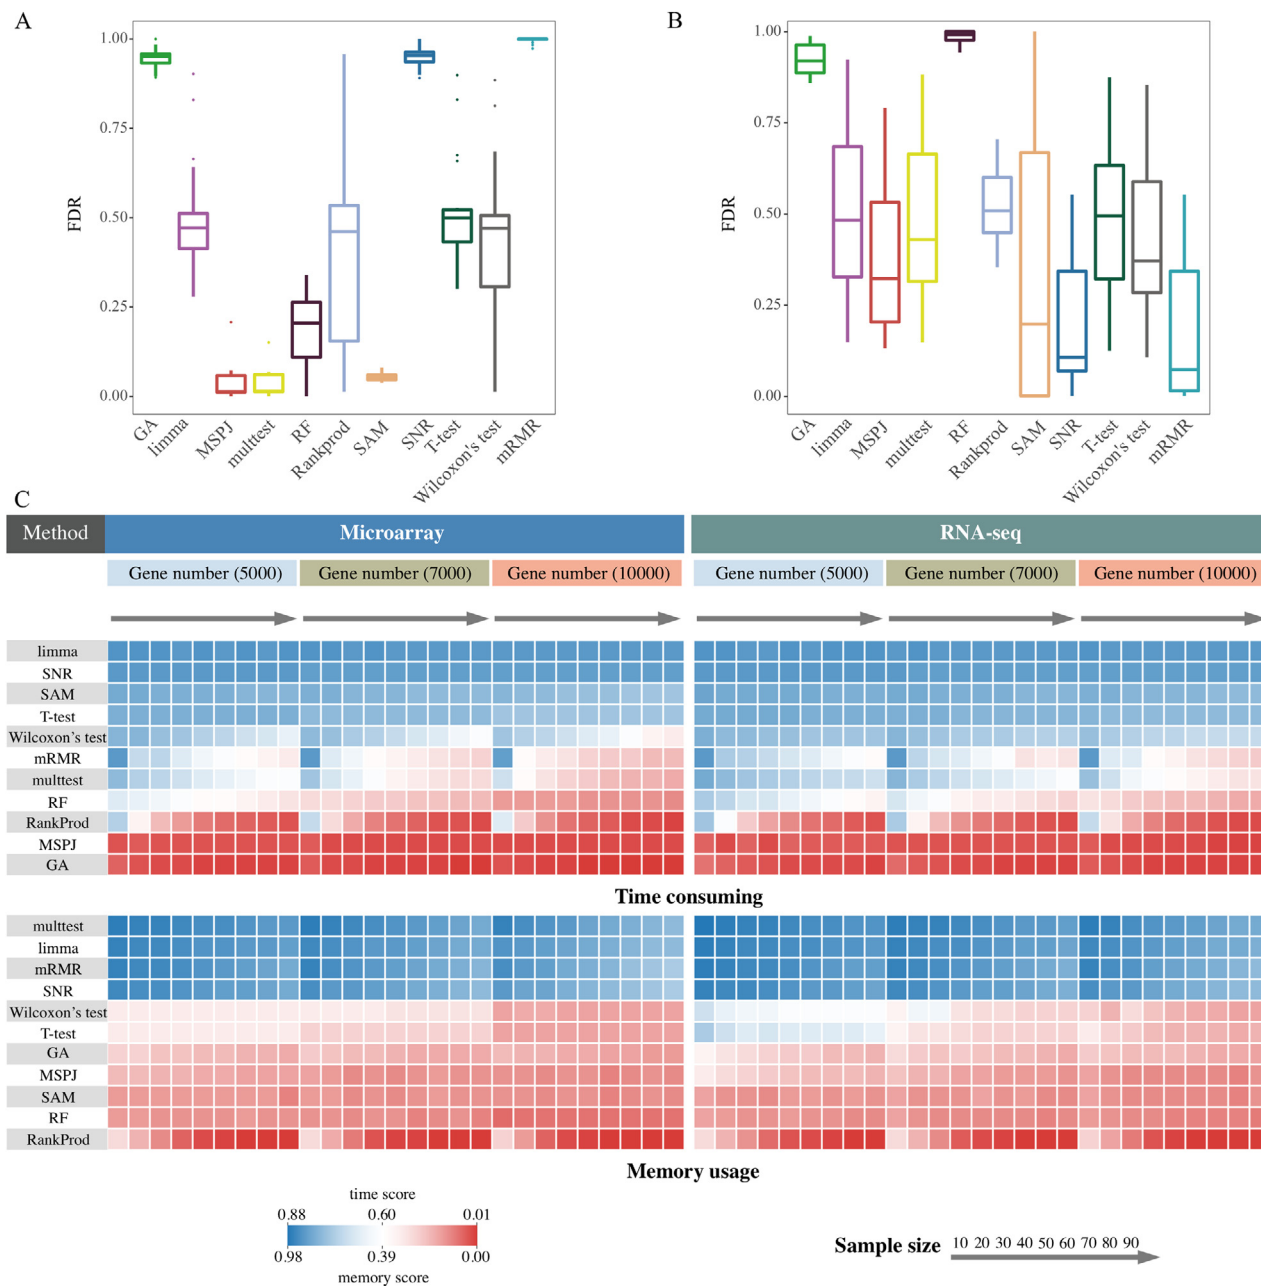 A
1.00
0.75
0.50
0.25
0.00
FDR
GA
limma
MSPJ
multtest
RF
Rankprod
SAM
SNR
T-test
Wilcoxon's test
mRMR
B
1.00
0.75
0.50
0.25
0.00
FDR
GA
limma
MSPJ
multtest
RF
Rankprod
SAM
SNR
T-test
Wilcoxon's test
mRMR
C
Method Microarray RNA-seq
Gene number (5000) Gene number (7000) Gene number (10000) Gene number (5000) Gene number (7000) Gene number (10000)
limma
SNR
SAM
T-test
Wilcoxon's test
mRMR
multtest
RF
RankProd
MSPJ
GA
Time consuming
multtest
limma
mRMR
SNR
Wilcoxon's test
T-test
GA
MSPJ
SAM
RF
RankProd
Memory usage
time score
0.88 0.60 0.01
0.98 0.39 0.00
memory score
Sample size 10 20 30 40 50 60 70 80 90